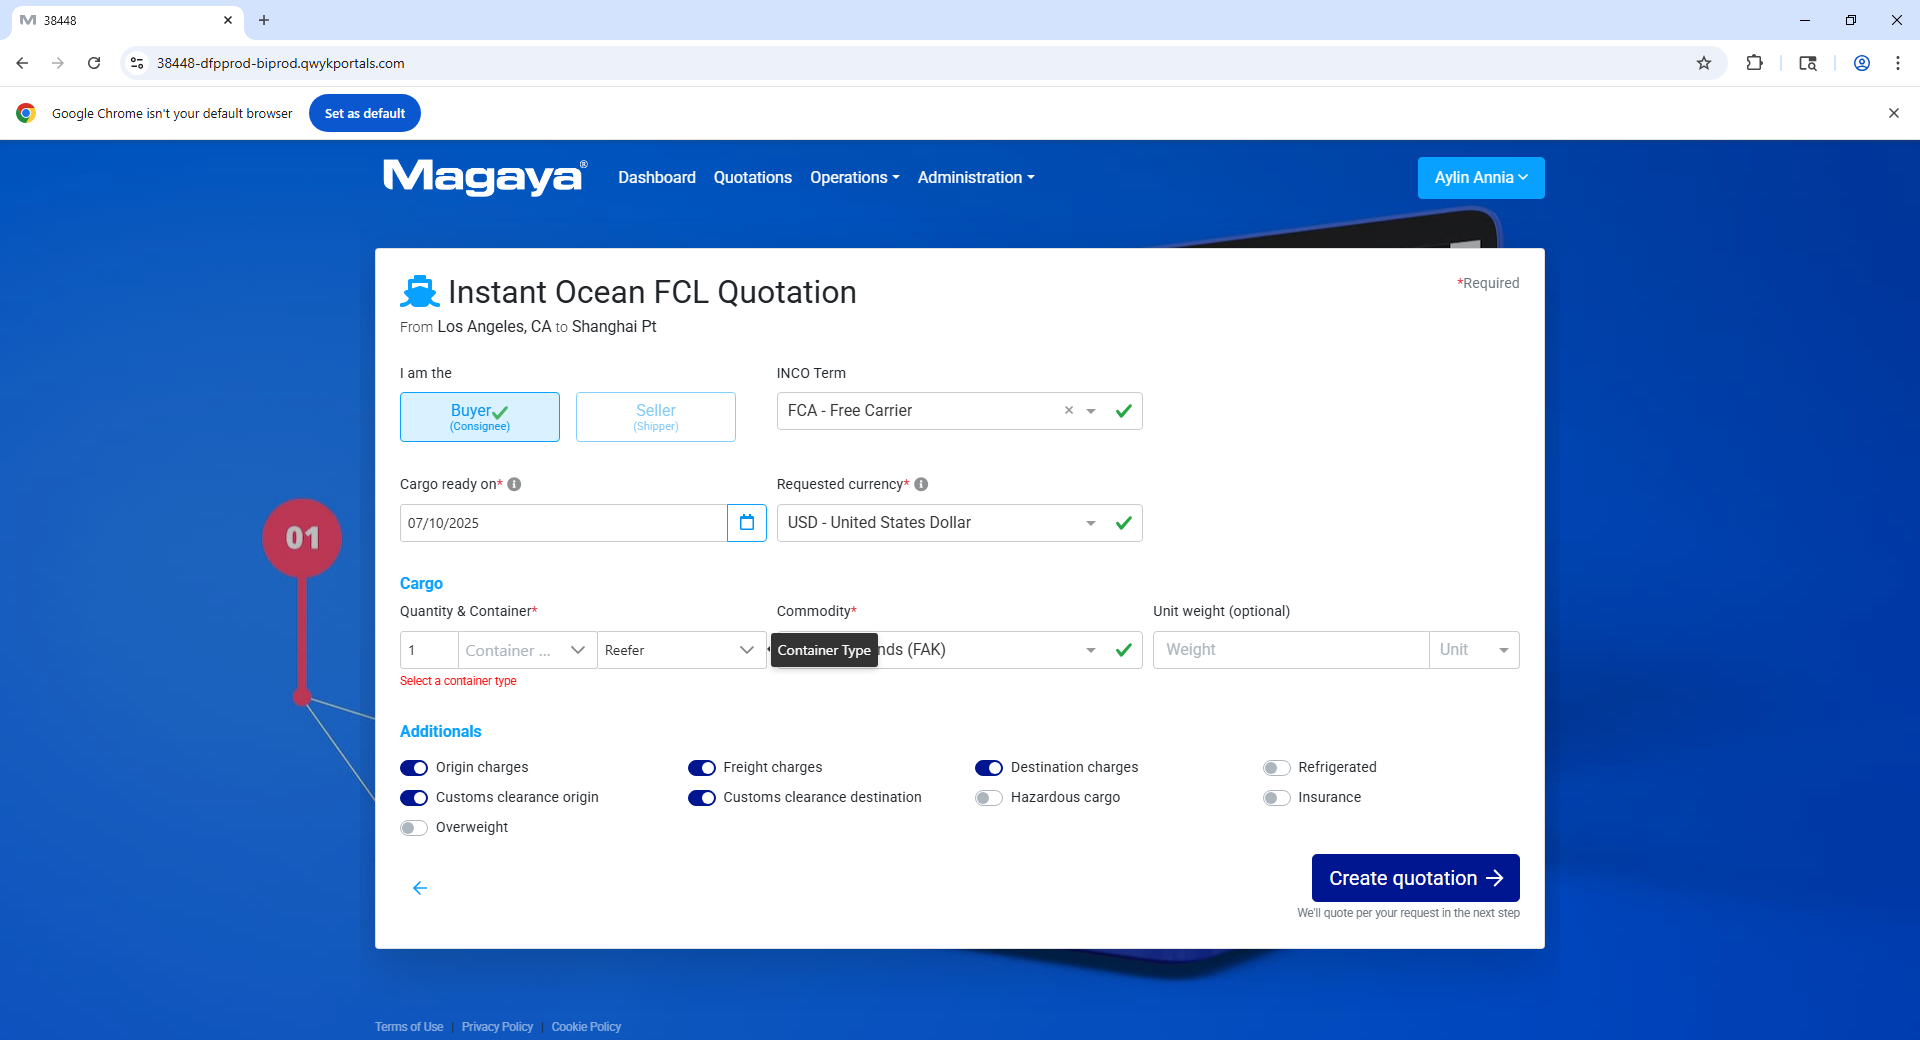 38448
38448-dfpprod-biprod.qwykportals.com
Google Chrome isn't your default browser
Set as default
Magaya®
Dashboard
Quotations
Operations
Administration
Aylin Annia
Instant Ocean FCL Quotation
*Required
From Los Angeles, CA to Shanghai Pt
I am the
INCO Term
Buyer
(Consignee)
Seller
(Shipper)
FCA - Free Carrier
Cargo ready on*
Requested currency*
07/10/2025
USD - United States Dollar
01
Cargo
Quantity & Container*
Commodity*
Unit weight (optional)
1
Container ...
Reefer
Container Type
nds (FAK)
Weight
Unit
Select a container type
Additionals
Origin charges
Freight charges
Destination charges
Refrigerated
Customs clearance origin
Customs clearance destination
Hazardous cargo
Insurance
Overweight
Create quotation
We'll quote per your request in the next step
Terms of Use | Privacy Policy | Cookie Policy